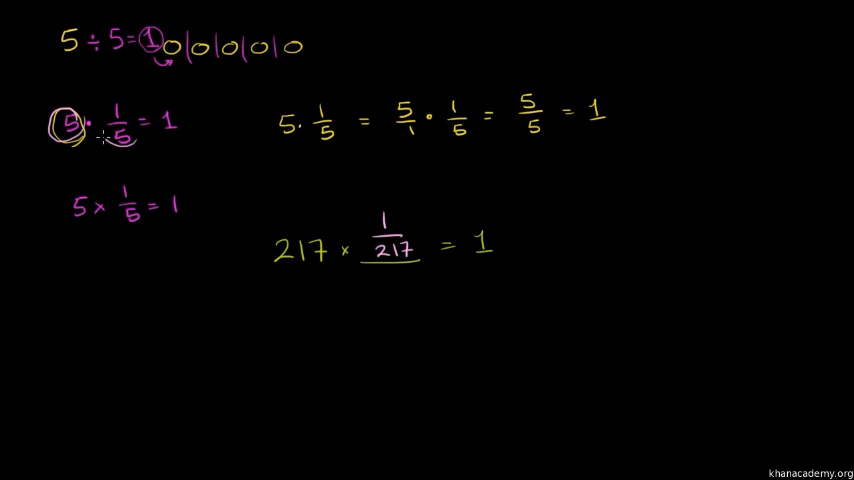 5 ÷ 5 = 1 0|0|0|0|0
5 · 1/5 = 1
5 · 1/5 = 5/1 · 1/5 = 5/5 = 1
5 × 1/5 = 1
217 × 1/217 = 1
khanacademy.org